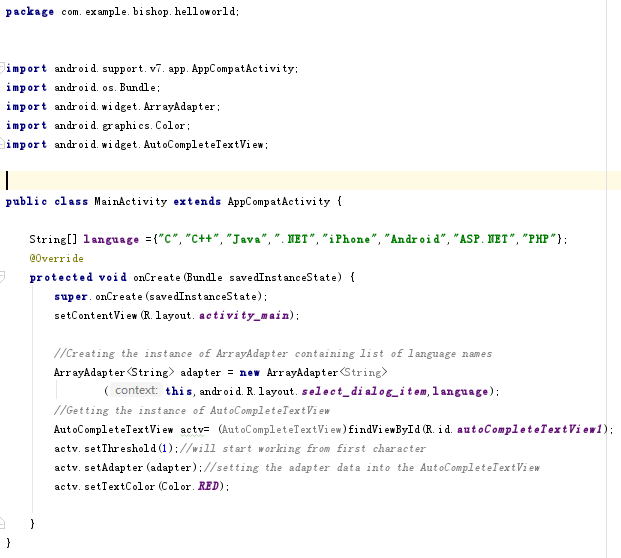 package com.example.bishop.helloworld;
import android.support.v7.app.AppCompatActivity;
import android.os.Bundle;
import android.widget.ArrayAdapter;
import android.graphics.Color;
import android.widget.AutoCompleteTextView;
public class MainActivity extends AppCompatActivity {
String[] language ={"C","C++","Java",".NET","iPhone","Android","ASP.NET","PHP"};
@Override
protected void onCreate(Bundle savedInstanceState) {
super.onCreate(savedInstanceState);
setContentView(R.layout.activity_main);
//Creating the instance of ArrayAdapter containing list of language names
ArrayAdapter<String> adapter = new ArrayAdapter<String>
( context: this,android.R.layout.select_dialog_item,language);
//Getting the instance of AutoCompleteTextView
AutoCompleteTextView actv= (AutoCompleteTextView)findViewById(R.id.autoCompleteTextView1);
actv.setThreshold(1);//will start working from first character
actv.setAdapter(adapter);//setting the adapter data into the AutoCompleteTextView
actv.setTextColor(Color.RED);
}
}